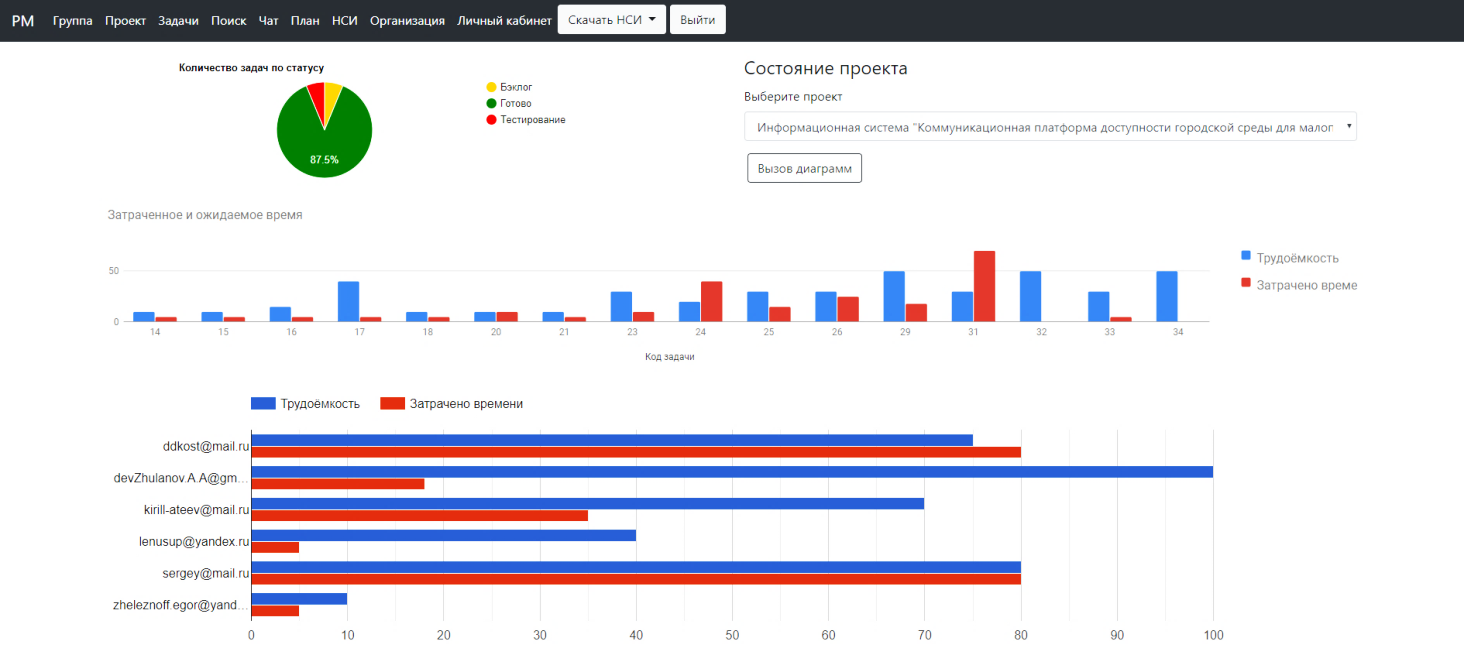 PM Группа Проект Задачи Поиск Чат План НСИ Организация Личный кабинет Скачать НСИ Выйти
Количество задач по статусу
Бэклог
Готово
Тестирование
87.5%
Состояние проекта
Выберите проект
Информационная система "Коммуникационная платформа доступности городской среды для малоп
Вызов диаграмм
Затраченное и ожидаемое время
50
0
14 15 16 17 18 20 21 23 24 25 26 29 31 32 33 34
Код задачи
Трудоёмкость
Затрачено време
Трудоёмкость Затрачено времени
ddkost@mail.ru
devZhulanov.A.A@gm...
kirill-ateev@mail.ru
lenusup@yandex.ru
sergey@mail.ru
zheleznoff.egor@yand...
0 10 20 30 40 50 60 70 80 90 100